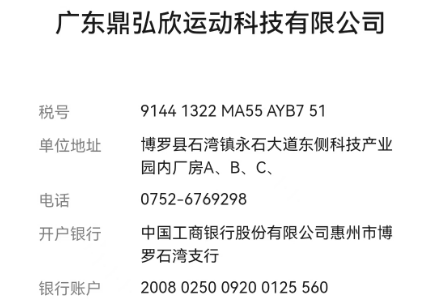 广东鼎弘欣运动科技有限公司
税号 9144 1322 MA55 AYB7 51
单位地址 博罗县石湾镇永石大道东侧科技产业
园内厂房A、B、C、
电话 0752-6769298
开户银行 中国工商银行股份有限公司惠州市博
罗石湾支行
银行账户 2008 0250 0920 0125 560